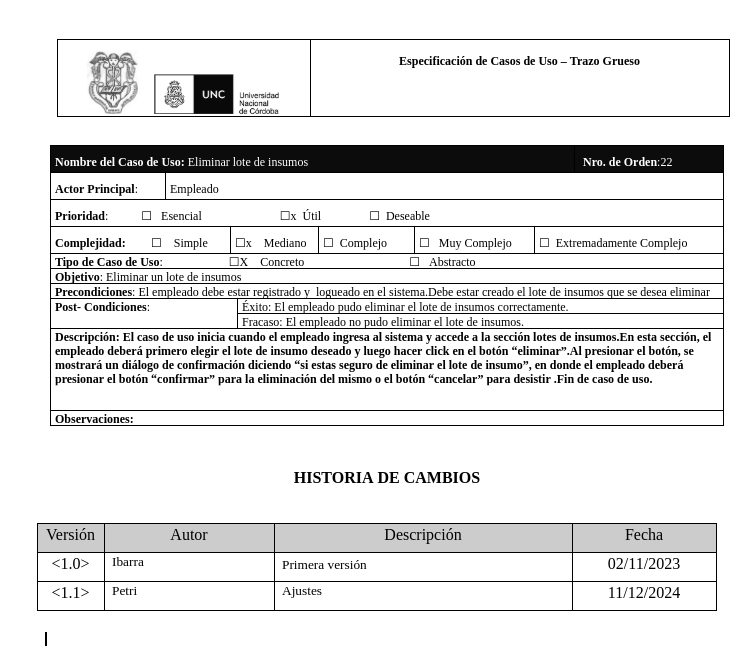 Especificación de Casos de Uso – Trazo Grueso
UNC
Universidad
Nacional
de Córdoba
Nombre del Caso de Uso: Eliminar lote de insumos Nro. de Orden:22
Actor Principal: Empleado
Prioridad: ☐ Esencial ☐x Útil ☐ Deseable
Complejidad: ☐ Simple ☐x Mediano ☐ Complejo ☐ Muy Complejo ☐ Extremadamente Complejo
Tipo de Caso de Uso: ☐X Concreto ☐ Abstracto
Objetivo: Eliminar un lote de insumos
Precondiciones: El empleado debe estar registrado y logueado en el sistema.Debe estar creado el lote de insumos que se desea eliminar
Post- Condiciones: Éxito: El empleado pudo eliminar el lote de insumos correctamente.
Fracaso: El empleado no pudo eliminar el lote de insumos.
Descripción: El caso de uso inicia cuando el empleado ingresa al sistema y accede a la sección lotes de insumos.En esta sección, el
empleado deberá primero elegir el lote de insumo deseado y luego hacer click en el botón “eliminar”.Al presionar el botón, se
mostrará un diálogo de confirmación diciendo “si estas seguro de eliminar el lote de insumo”, en donde el empleado deberá
presionar el botón “confirmar” para la eliminación del mismo o el botón “cancelar” para desistir .Fin de caso de uso.
Observaciones:
HISTORIA DE CAMBIOS
Versión Autor Descripción Fecha
<1.0> Ibarra Primera versión 02/11/2023
<1.1> Petri Ajustes 11/12/2024